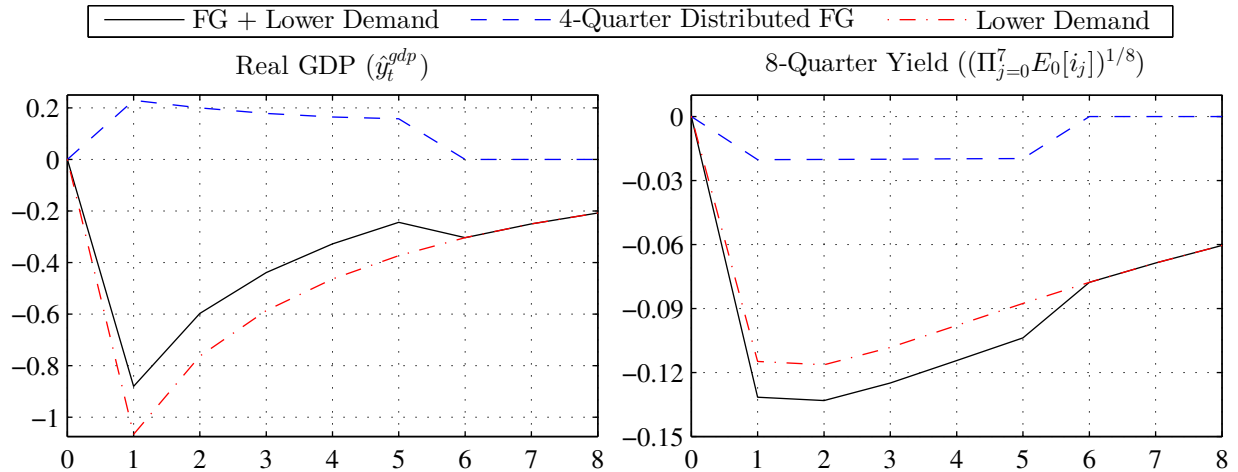 FG + Lower Demand 4-Quarter Distributed FG Lower Demand
Real GDP (ŷ_t^{gdp})
0.2
0
−0.2
−0.4
−0.6
−0.8
−1
0 1 2 3 4 5 6 7 8
8-Quarter Yield ((Π_{j=0}^{7} E_0[i_j])^{1/8})
0
−0.03
−0.06
−0.09
−0.12
−0.15
0 1 2 3 4 5 6 7 8